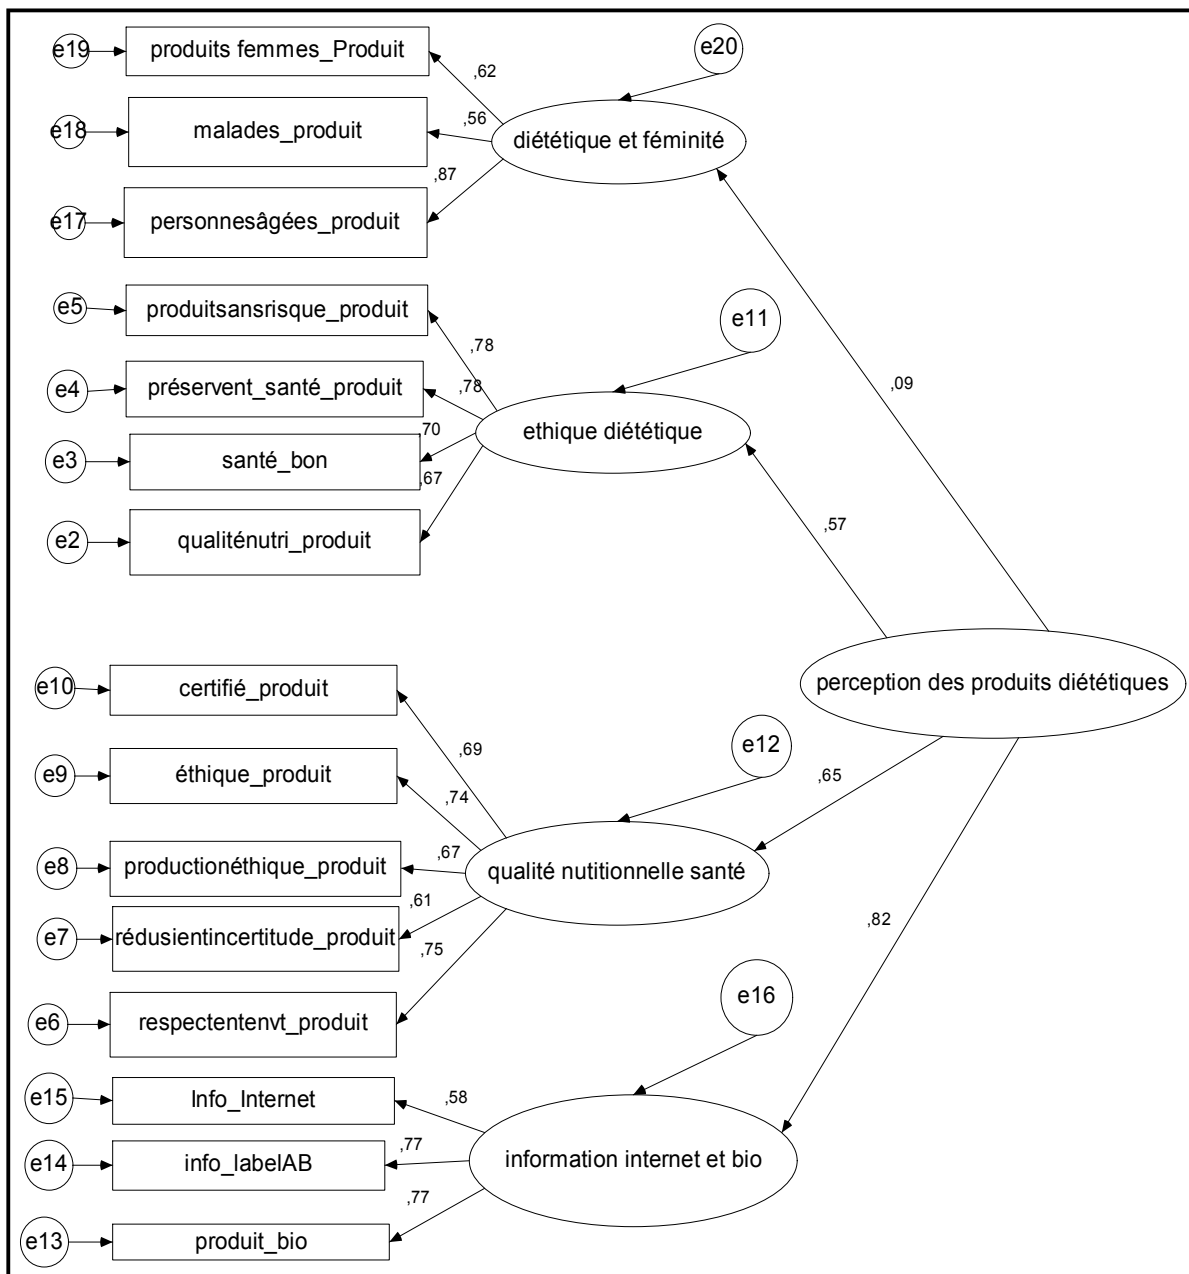 e19
produits femmes_Produit
e20
,62
e18
malades_produit
,56
diététique et féminité
,87
e17
personnesâgées_produit
e5
produitsansrisque_produit
e11
,78
e4
préservent_santé_produit
,78
,09
e3
santé_bon
,70
ethique diététique
,67
e2
qualiténutri_produit
,57
e10
certifié_produit
perception des produits diététiques
e12
,69
e9
éthique_produit
,74
,65
e8
productionéthique_produit
,67
qualité nutitionnelle santé
,61
e7
rédusientincertitude_produit
,75
,82
e16
e6
respectentenvt_produit
e15
Info_Internet
,58
e14
info_labelAB
,77
information internet et bio
,77
e13
produit_bio